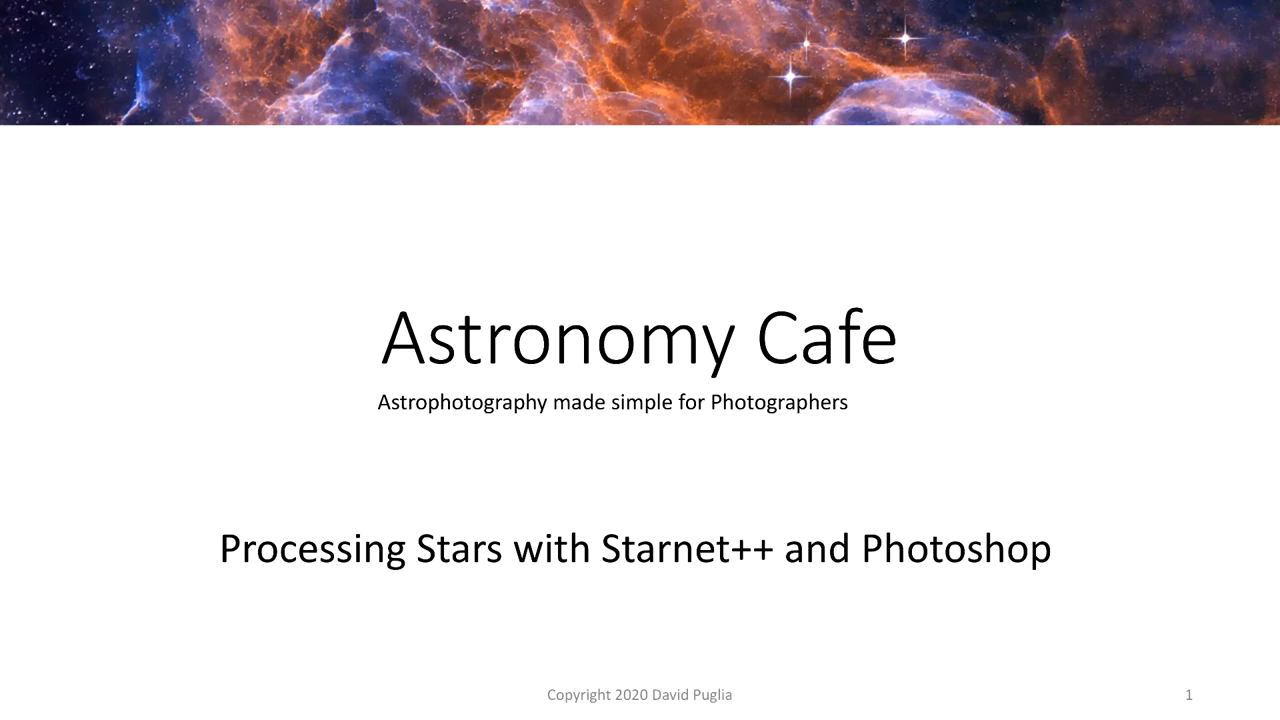 Astronomy Cafe
Astrophotography made simple for Photographers
Processing Stars with Starnet++ and Photoshop
Copyright 2020 David Puglia
1